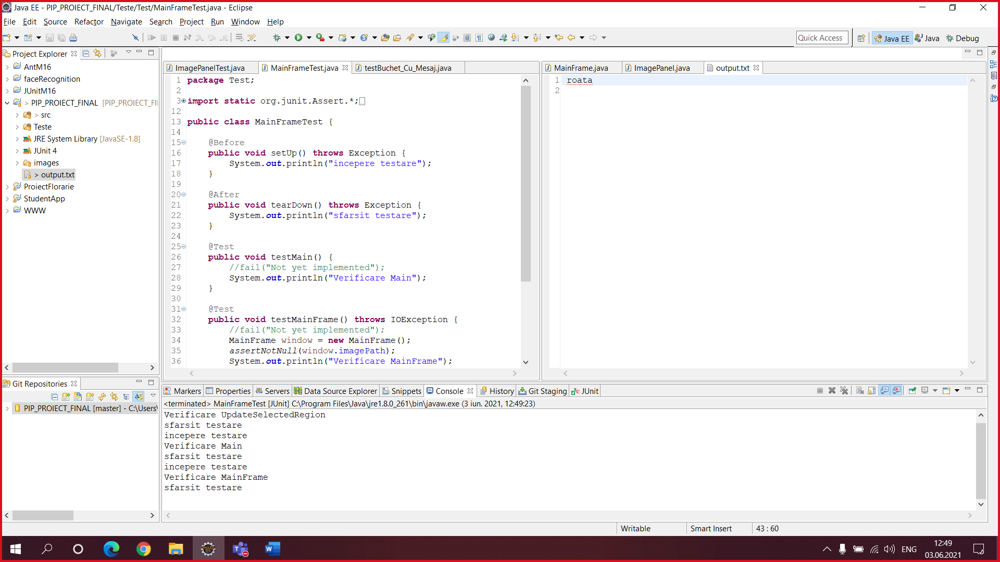 Java EE - PIP_PROIECT_FINAL/Teste/Test/MainFrameTest.java - Eclipse
File Edit Source Refactor Navigate Search Project Run Window Help
Quick Access
Java EE
Java
Debug
Project Explorer
AntM16
faceRecognition
JUnitM16
> PIP_PROIECT_FINAL [PIP_PROIECT_FI
> src
Teste
JRE System Library [JavaSE-1.8]
JUnit 4
images
> output.txt
ProiectFlorarie
StudentApp
WWW
Git Repositories
PIP_PROIECT_FINAL [master] - C:\Users\
ImagePanelTest.java MainFrameTest.java testBuchet_Cu_Mesaj.java
1 package Test;
2
3 import static org.junit.Assert.*;
12
13 public class MainFrameTest {
14
15 @Before
16 public void setUp() throws Exception {
17 System.out.println("incepere testare");
18 }
19
20 @After
21 public void tearDown() throws Exception {
22 System.out.println("sfarsit testare");
23 }
24
25 @Test
26 public void testMain() {
27 //fail("Not yet implemented");
28 System.out.println("Verificare Main");
29 }
30
31 @Test
32 public void testMainFrame() throws IOException {
33 //fail("Not yet implemented");
34 MainFrame window = new MainFrame();
35 assertNotNull(window.imagePath);
36 System.out.println("Verificare MainFrame");
MainFrame.java ImagePanel.java output.txt
1 roata
2
Markers Properties Servers Data Source Explorer Snippets Console History Git Staging JUnit
<terminated> MainFrameTest [JUnit] C:\Program Files\Java\jre1.8.0_261\bin\javaw.exe (3 iun. 2021, 12:49:23)
Verificare UpdateSelectedRegion
sfarsit testare
incepere testare
Verificare Main
sfarsit testare
incepere testare
Verificare MainFrame
sfarsit testare
Writable Smart Insert 43 : 60
ENG
12:49
03.06.2021